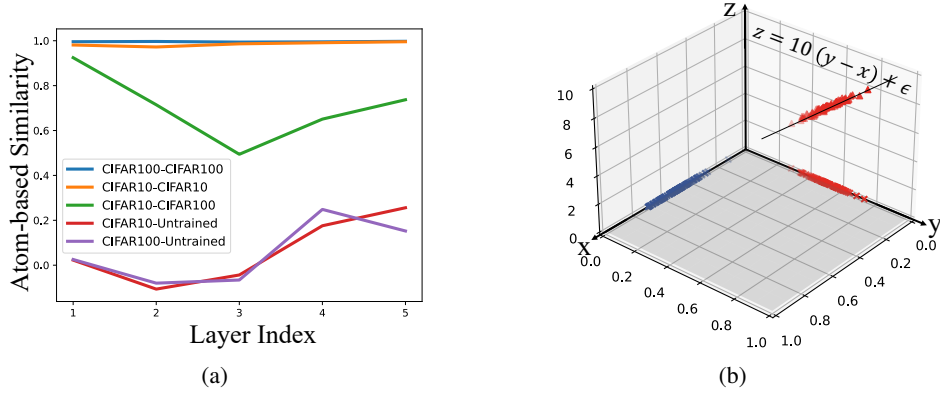 1.0
0.8
0.6
0.4
0.2
0.0
Atom-based Similarity
CIFAR100-CIFAR100
CIFAR10-CIFAR10
CIFAR10-CIFAR100
CIFAR10-Untrained
CIFAR100-Untrained
1 2 3 4 5
Layer Index
(a)
z
z = 10 (y − x) + ϵ
10
8
6
4
2
0
x
y
0.0 0.2 0.4 0.6 0.8 1.0
0.0
0.2
0.4
0.6
0.8
1.0
(b)